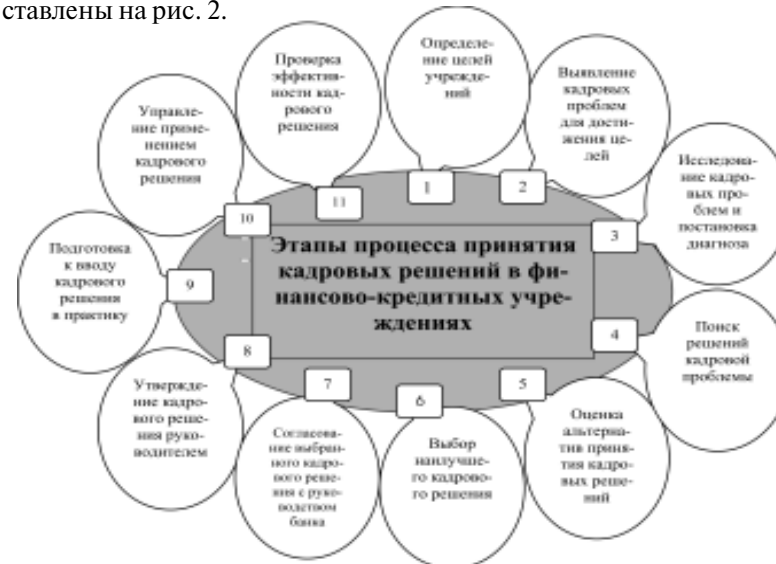 ставлены на рис. 2.
Определе-
ние целей
учрежде-
ний
1
Выявление
кадровых
проблем
для дости-
жения це-
лей
2
Исследова-
ние кадро-
вых про-
блем и
постановка
диагноза
3
Поиск
решений
кадровой
проблемы
4
Оценка
альтерна-
тив приня-
тия кадро-
вых реше-
ний
5
Выбор
наилучше-
го кадрово-
го решения
6
Согласова-
ние выбран-
ного кадро-
вого реше-
ния с руко-
водством
банка
7
Утвержде-
ние кадро-
вого реше-
ния руко-
водителем
8
Подготовка
к вводу
кадрового
решения
в практику
9
Управле-
ние приме-
нением
кадрового
решения
10
Проверка
эффектив-
ности кад-
рового
решения
11
Этапы процесса принятия
кадровых решений в фи-
нансово-кредитных учре-
ждениях